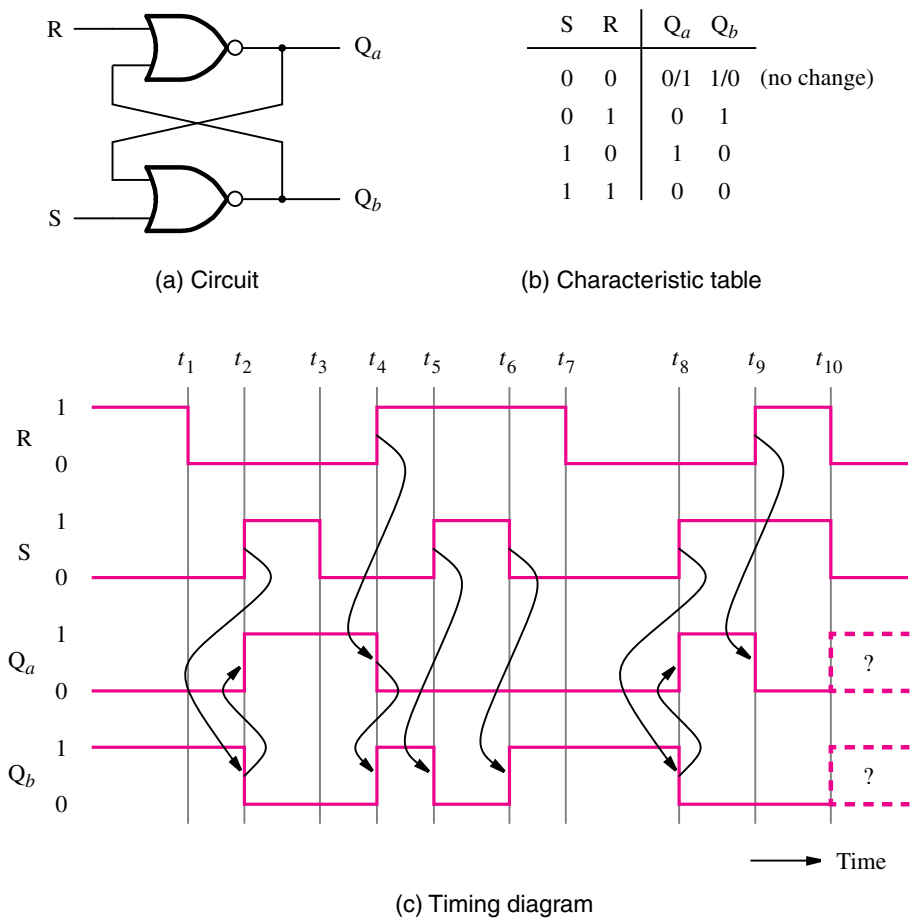 S R Qa Qb
R Qa
0 0 0/1 1/0 (no change)
0 1 0 1
1 0 1 0
1 1 0 0
S Qb
(a) Circuit
(b) Characteristic table
t1 t2 t3 t4 t5 t6 t7 t8 t9 t10
1
R
0
1
S
0
1
Qa ?
0
1
Qb ?
0
Time
(c) Timing diagram